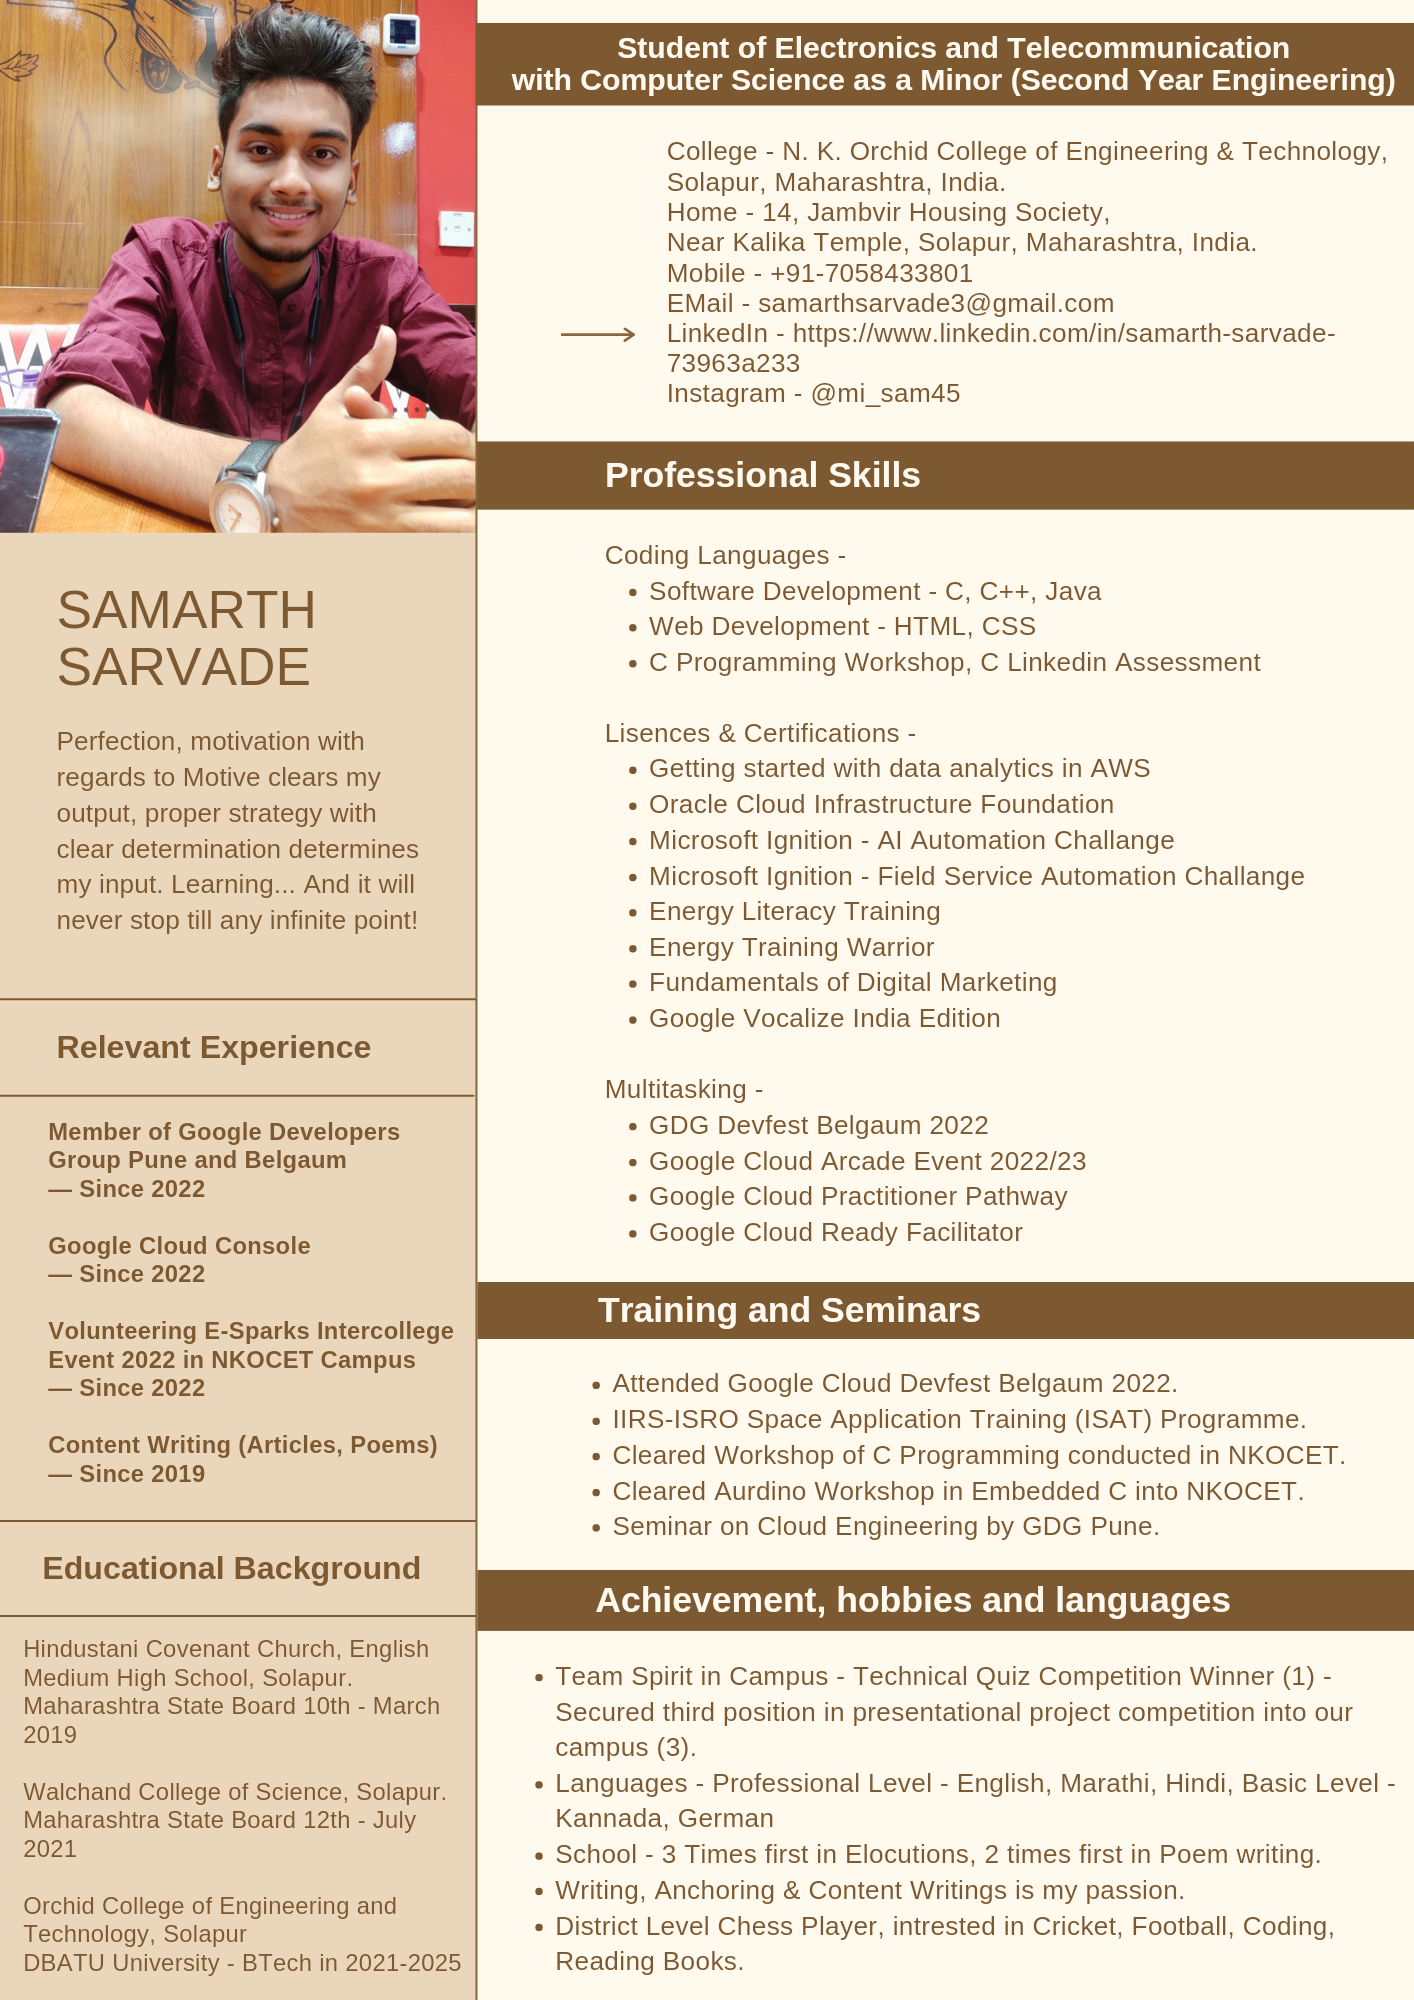 Student of Electronics and Telecommunication
with Computer Science as a Minor (Second Year Engineering)
College - N. K. Orchid College of Engineering & Technology,
Solapur, Maharashtra, India.
Home - 14, Jambvir Housing Society,
Near Kalika Temple, Solapur, Maharashtra, India.
Mobile - +91-7058433801
EMail - samarthsarvade3@gmail.com
LinkedIn - https://www.linkedin.com/in/samarth-sarvade-
73963a233
Instagram - @mi_sam45
SAMARTH
SARVADE
Perfection, motivation with
regards to Motive clears my
output, proper strategy with
clear determination determines
my input. Learning... And it will
never stop till any infinite point!
Relevant Experience
Member of Google Developers
Group Pune and Belgaum
— Since 2022
Google Cloud Console
— Since 2022
Volunteering E-Sparks Intercollege
Event 2022 in NKOCET Campus
— Since 2022
Content Writing (Articles, Poems)
— Since 2019
Educational Background
Hindustani Covenant Church, English
Medium High School, Solapur.
Maharashtra State Board 10th - March
2019
Walchand College of Science, Solapur.
Maharashtra State Board 12th - July
2021
Orchid College of Engineering and
Technology, Solapur
DBATU University - BTech in 2021-2025
Professional Skills
Coding Languages -
• Software Development - C, C++, Java
• Web Development - HTML, CSS
• C Programming Workshop, C Linkedin Assessment
Lisences & Certifications -
• Getting started with data analytics in AWS
• Oracle Cloud Infrastructure Foundation
• Microsoft Ignition - AI Automation Challange
• Microsoft Ignition - Field Service Automation Challange
• Energy Literacy Training
• Energy Training Warrior
• Fundamentals of Digital Marketing
• Google Vocalize India Edition
Multitasking -
• GDG Devfest Belgaum 2022
• Google Cloud Arcade Event 2022/23
• Google Cloud Practitioner Pathway
• Google Cloud Ready Facilitator
Training and Seminars
• Attended Google Cloud Devfest Belgaum 2022.
• IIRS-ISRO Space Application Training (ISAT) Programme.
• Cleared Workshop of C Programming conducted in NKOCET.
• Cleared Aurdino Workshop in Embedded C into NKOCET.
• Seminar on Cloud Engineering by GDG Pune.
Achievement, hobbies and languages
• Team Spirit in Campus - Technical Quiz Competition Winner (1) -
Secured third position in presentational project competition into our
campus (3).
• Languages - Professional Level - English, Marathi, Hindi, Basic Level -
Kannada, German
• School - 3 Times first in Elocutions, 2 times first in Poem writing.
• Writing, Anchoring & Content Writings is my passion.
• District Level Chess Player, intrested in Cricket, Football, Coding,
Reading Books.